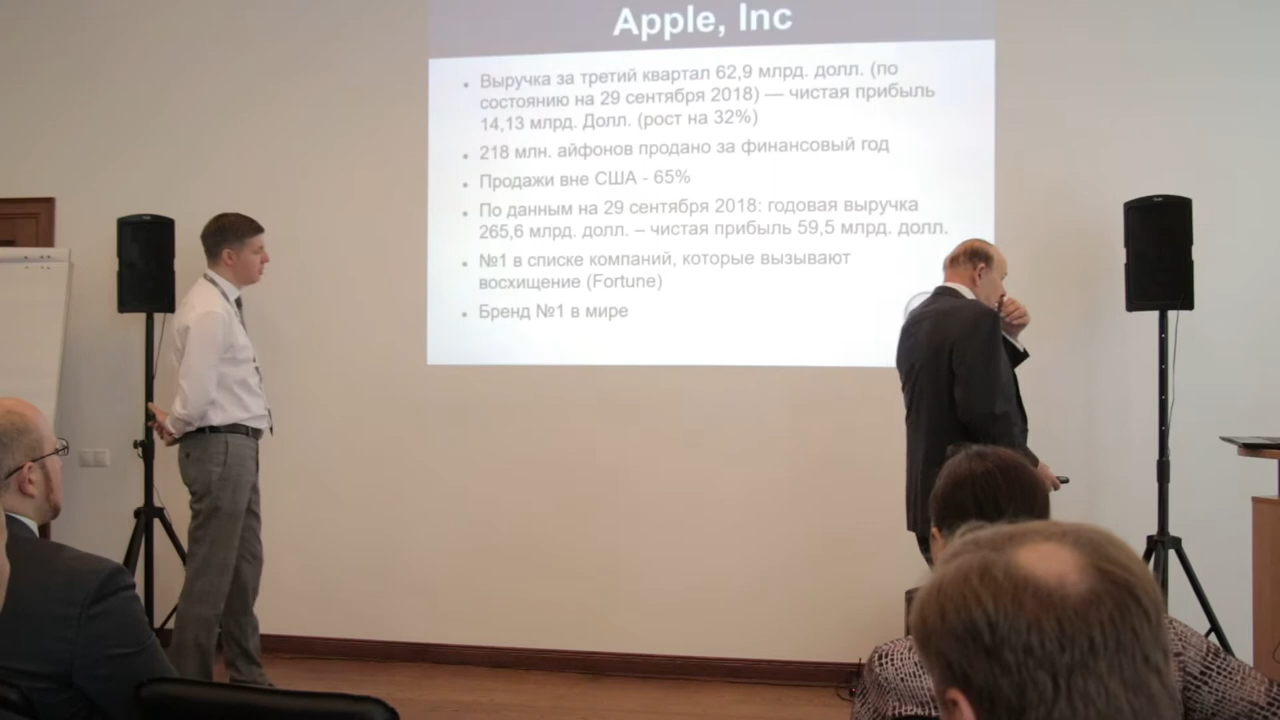 Apple, Inc
• Выручка за третий квартал 62,9 млрд. долл. (по
состоянию на 29 сентября 2018) — чистая прибыль
14,13 млрд. Долл. (рост на 32%)
• 218 млн. айфонов продано за финансовый год
• Продажи вне США - 65%
• По данным на 29 сентября 2018: годовая выручка
265,6 млрд. долл. – чистая прибыль 59,5 млрд. долл.
• №1 в списке компаний, которые вызывают
восхищение (Fortune)
• Бренд №1 в мире